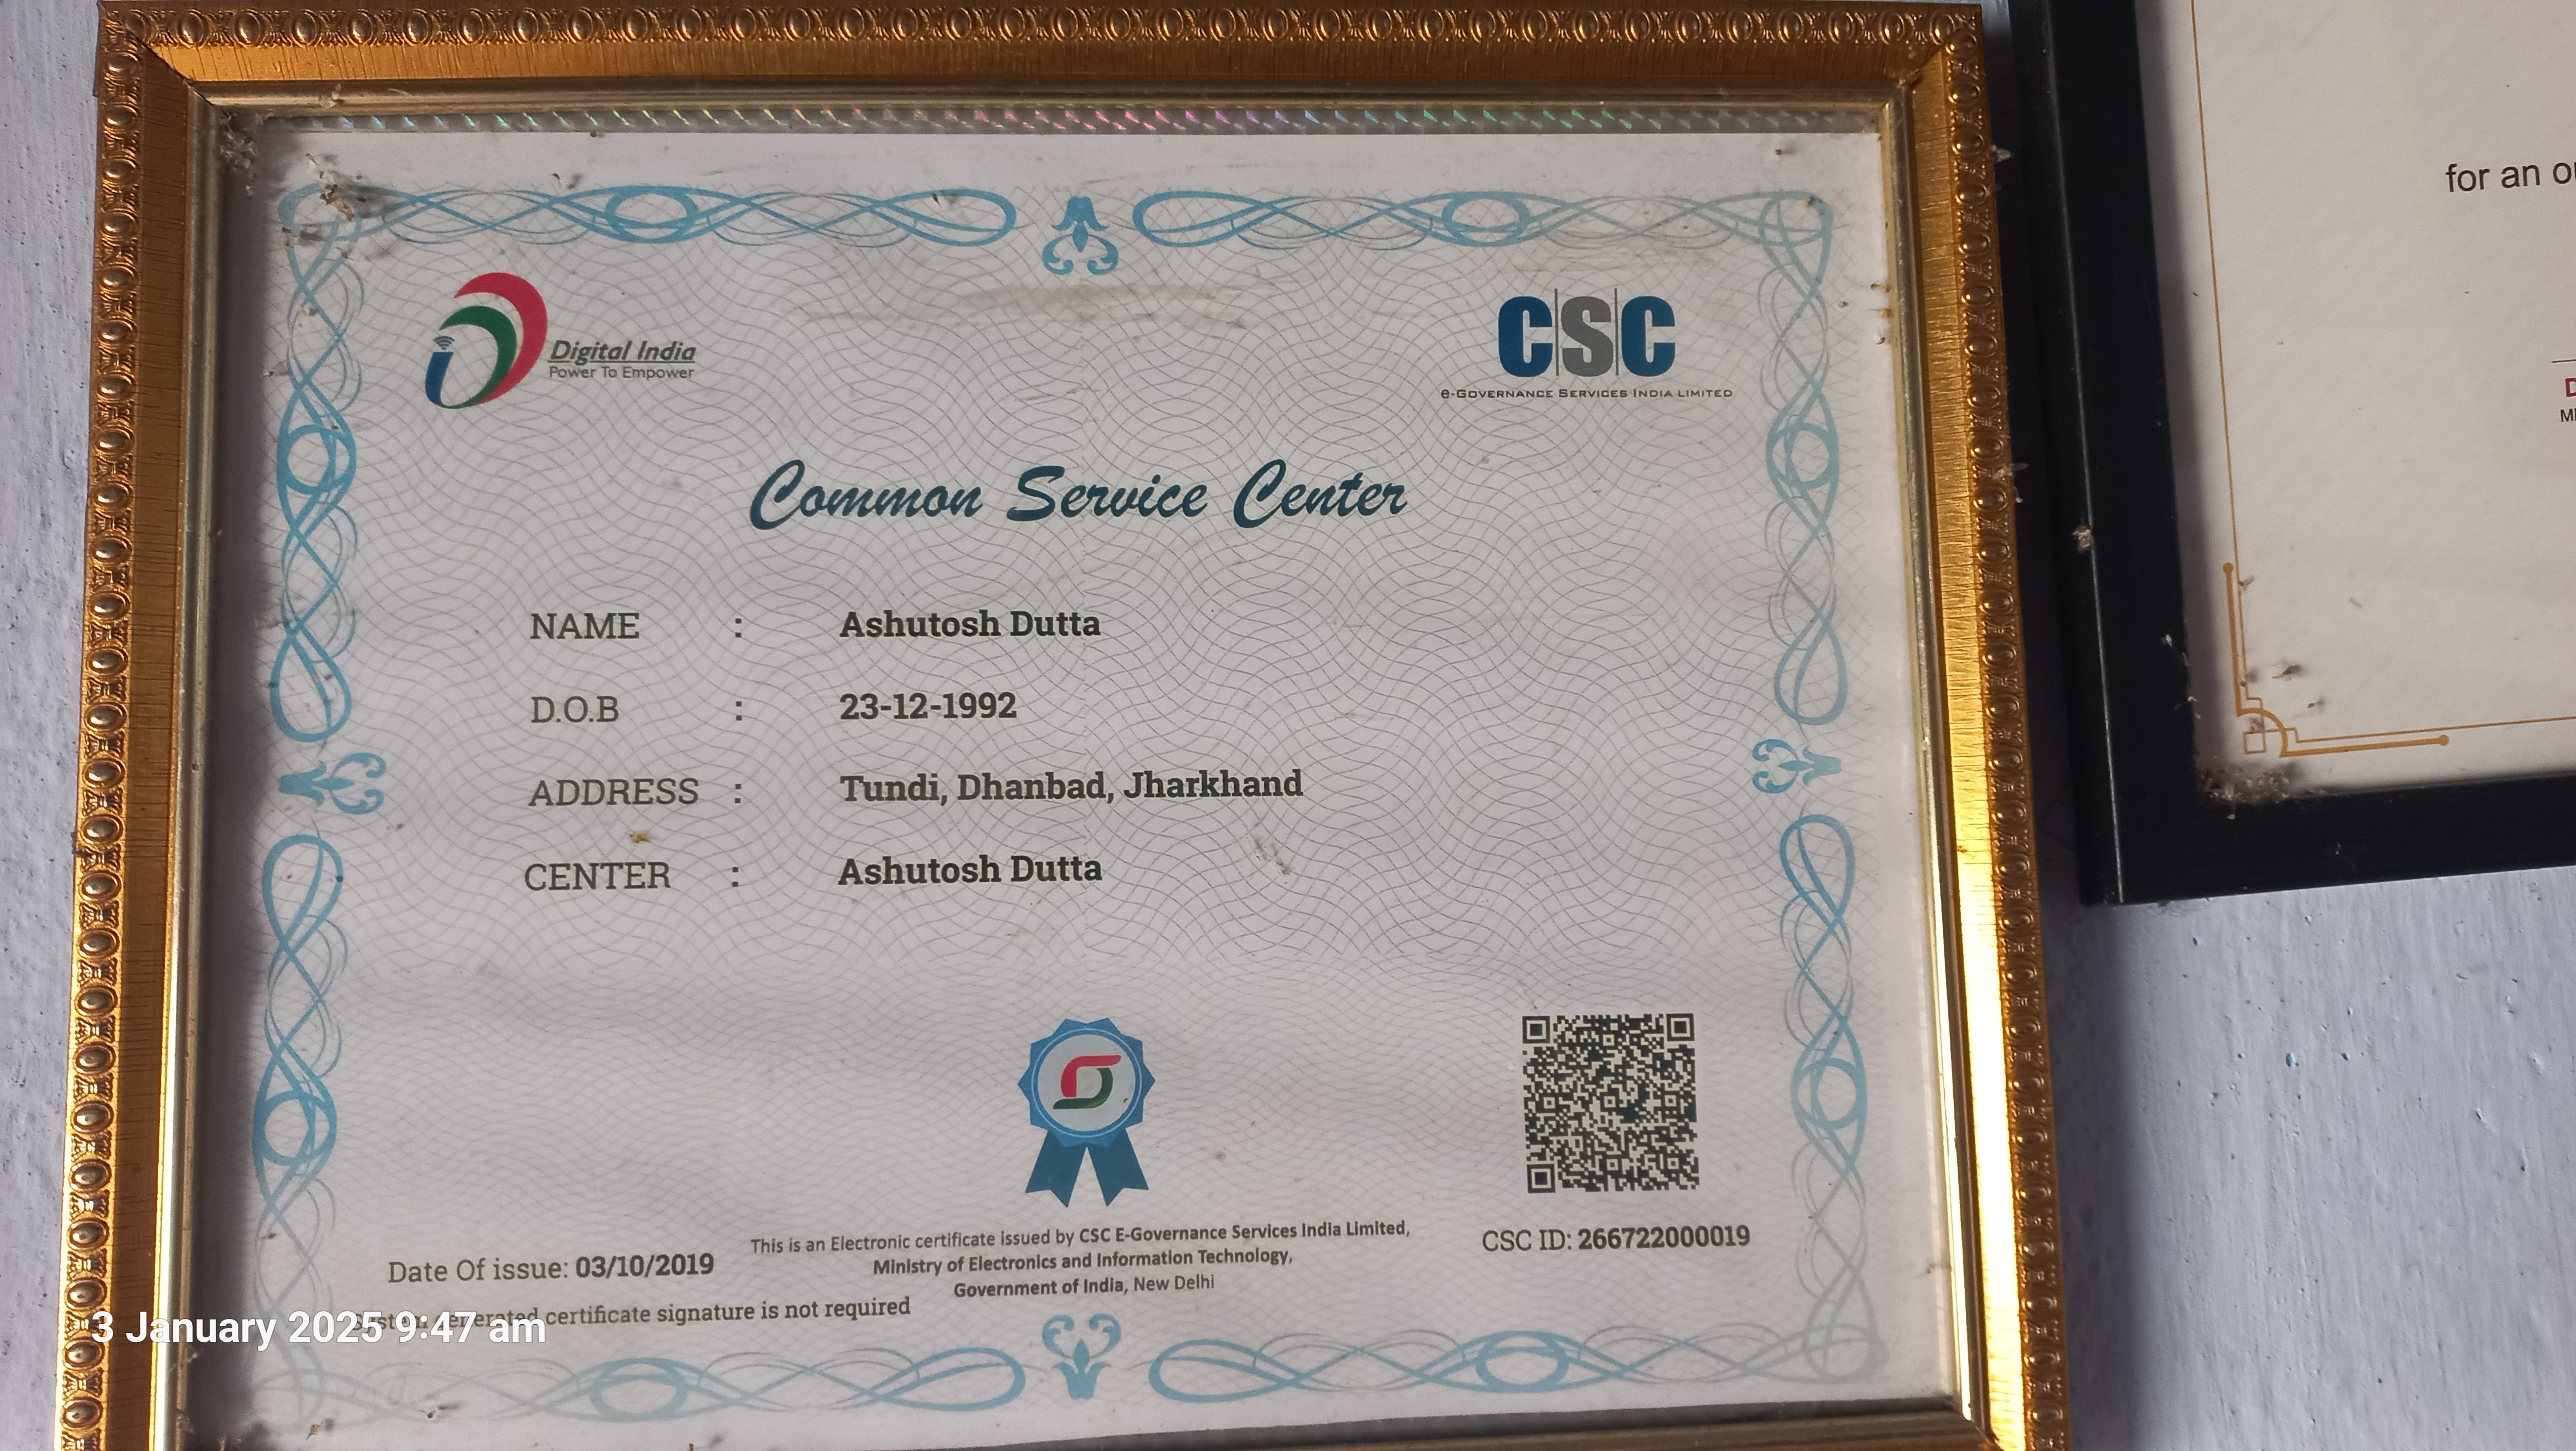 Digital India
Power To Empower
CSC
e-Governance Services India Limited
Common Service Center
NAME : Ashutosh Dutta
D.O.B : 23-12-1992
ADDRESS : Tundi, Dhanbad, Jharkhand
CENTER : Ashutosh Dutta
This is an Electronic certificate issued by CSC E-Governance Services India Limited,
Ministry of Electronics and Information Technology,
Government of India, New Delhi
CSC ID: 266722000019
Date Of issue: 03/10/2019
System generated certificate signature is not required
3 January 2025 9:47 am
for an